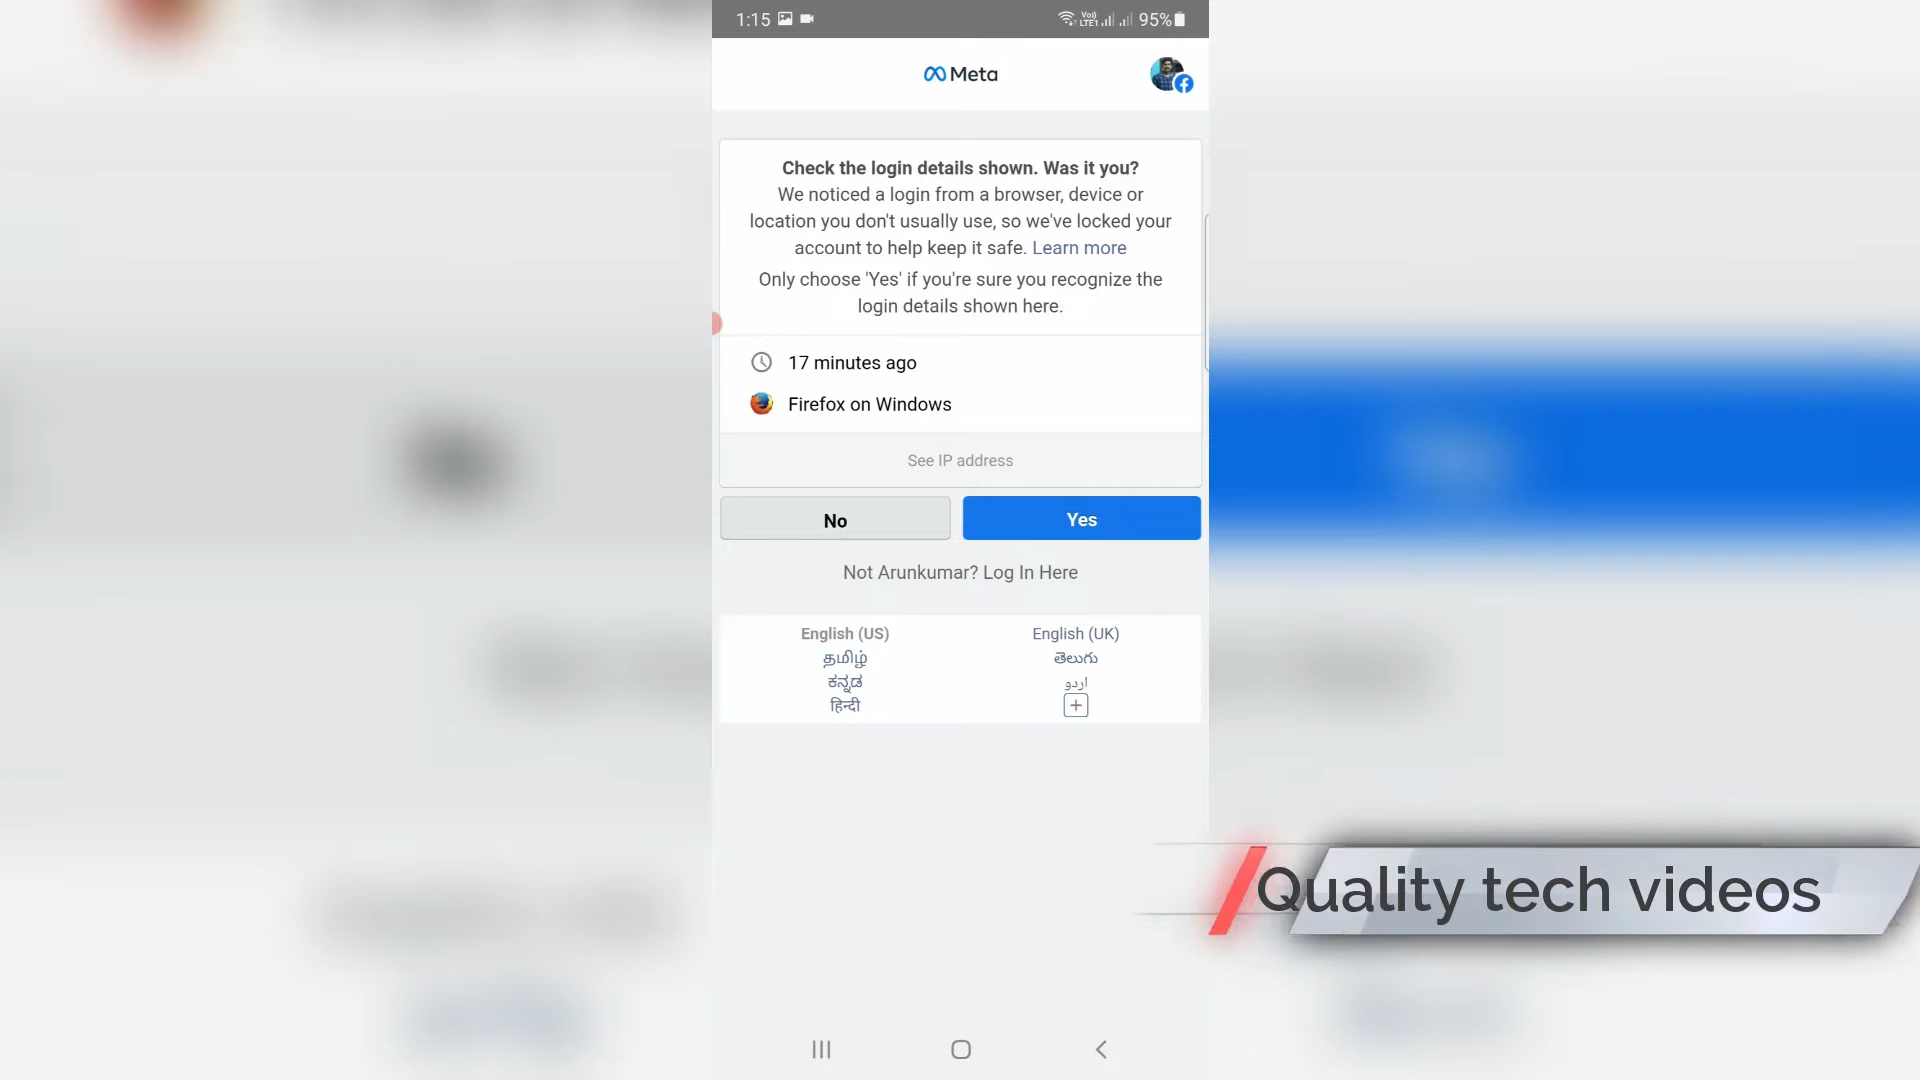 1:15
Vo)) LTE1 95%
Meta
Check the login details shown. Was it you?
We noticed a login from a browser, device or
location you don't usually use, so we've locked your
account to help keep it safe. Learn more
Only choose 'Yes' if you're sure you recognize the
login details shown here.
17 minutes ago
Firefox on Windows
See IP address
No
Yes
Not Arunkumar? Log In Here
English (US)
English (UK)
தமிழ்
తెలుగు
ಕನ್ನಡ
اردو
हिन्दी
Quality tech videos